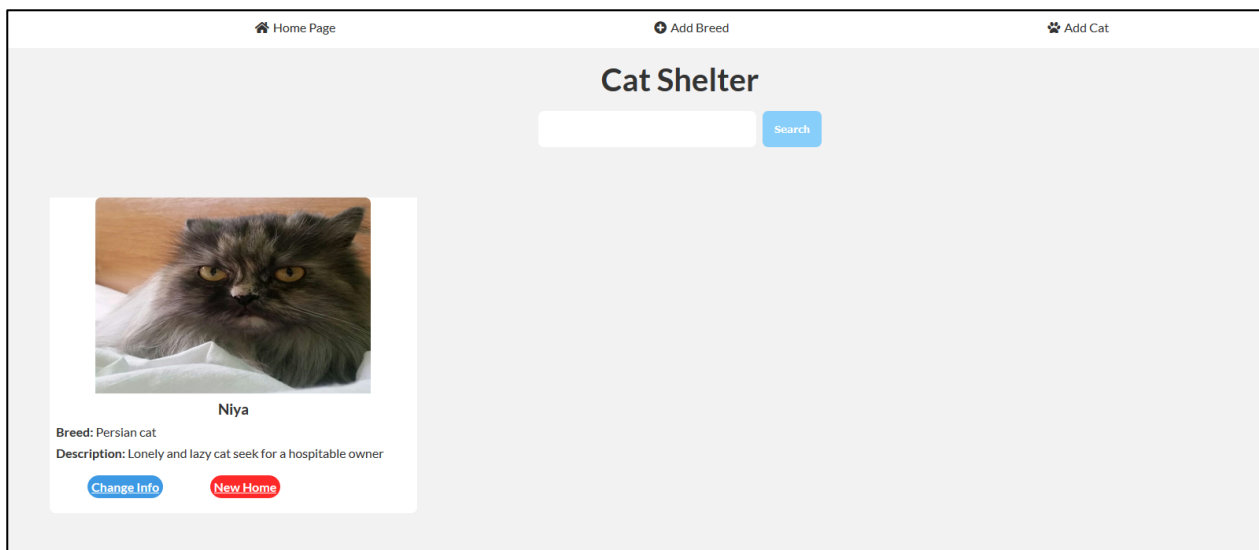 Home Page Add Breed Add Cat
Cat Shelter
Search
Niya
Breed: Persian cat
Description: Lonely and lazy cat seek for a hospitable owner
Change Info New Home